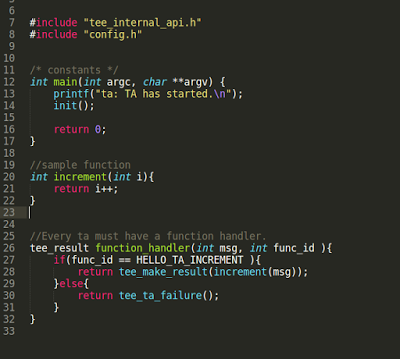 6
7 #include "tee_internal_api.h"
8 #include "config.h"
9
10
11 /* constants */
12 int main(int argc, char **argv) {
13     printf("ta: TA has started.\n");
14     init();
15
16     return 0;
17 }
18
19 //sample function
20 int increment(int i){
21     return i++;
22 }
23
24
25 //Every ta must have a function handler.
26 tee_result function_handler(int msg, int func_id ){
27     if(func_id == HELLO_TA_INCREMENT ){
28         return tee_make_result(increment(msg));
29     }else{
30         return tee_ta_failure();
31     }
32 }
33